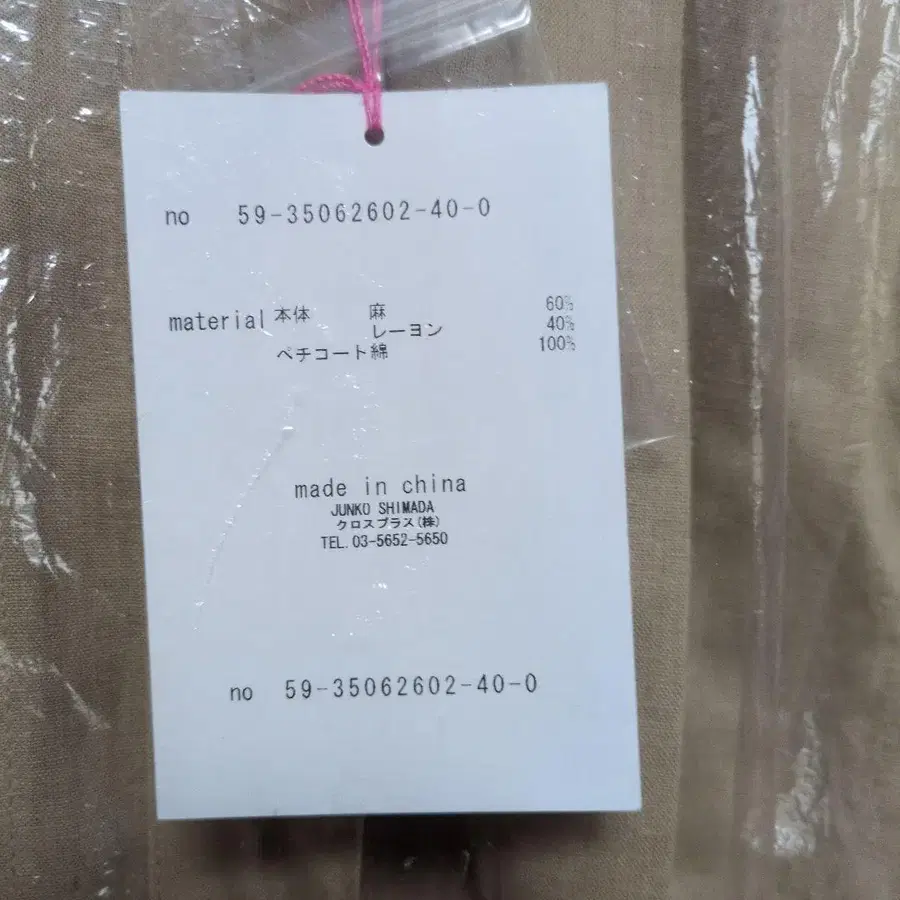 no 59-35062602-40-0
material 本体 麻 60%
レーヨン 40%
ペチコート 綿 100%
made in china
JUNKO SHIMADA
クロスプラス(株)
TEL.03-5652-5650
no 59-35062602-40-0